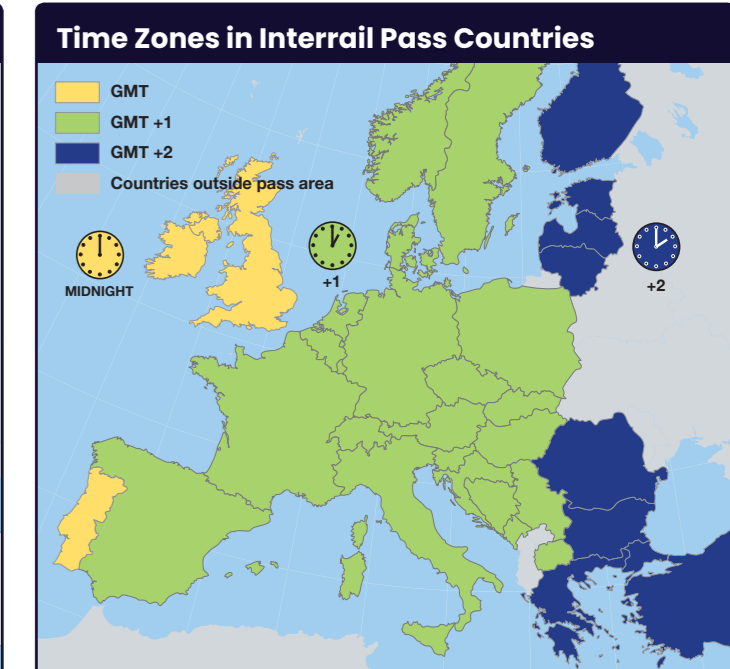 Time Zones in Interrail Pass Countries
GMT
GMT +1
GMT +2
Countries outside pass area
MIDNIGHT
+1
+2